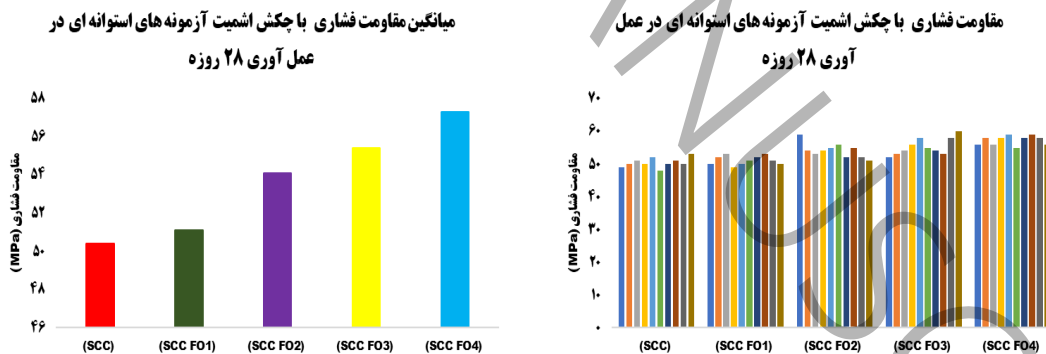 میانگین مقاومت فشاری با چکش اشمیت آزمونه های استوانه ای در
عمل آوری ۲۸ روزه
مقاومت فشاری (MPa)
۵۸
۵۶
۵۴
۵۲
۵۰
۴۸
۴۶
(SCC) (SCC FO1) (SCC FO2) (SCC FO3) (SCC FO4)
مقاومت فشاری با چکش اشمیت آزمونه های استوانه ای در عمل
آوری ۲۸ روزه
مقاومت فشاری (MPa)
۷۰
۶۰
۵۰
۴۰
۳۰
۲۰
۱۰
۰
(SCC) (SCC FO1) (SCC FO2) (SCC FO3) (SCC FO4)